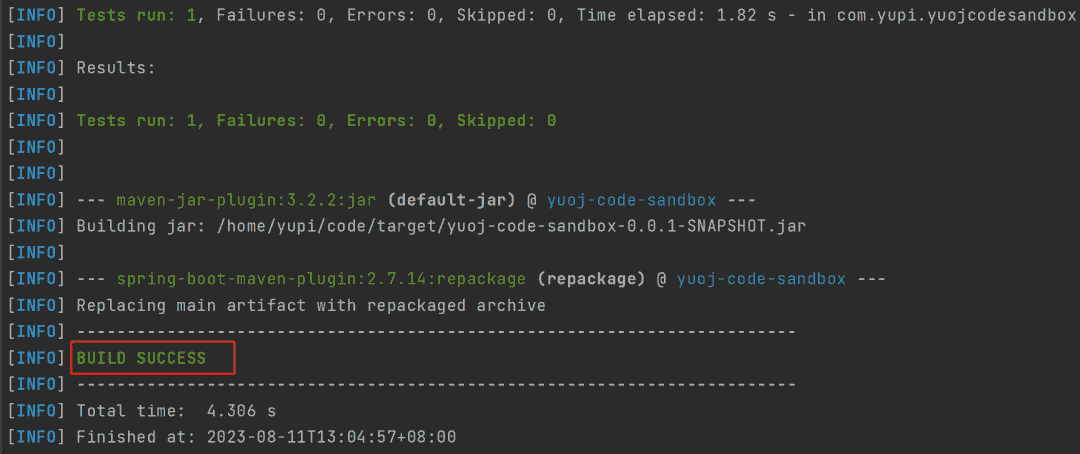 [INFO] Tests run: 1, Failures: 0, Errors: 0, Skipped: 0, Time elapsed: 1.82 s - in com.yupi.yuojcodesandbox
[INFO]
[INFO] Results:
[INFO]
[INFO] Tests run: 1, Failures: 0, Errors: 0, Skipped: 0
[INFO]
[INFO]
[INFO] --- maven-jar-plugin:3.2.2:jar (default-jar) @ yuoj-code-sandbox ---
[INFO] Building jar: /home/yupi/code/target/yuoj-code-sandbox-0.0.1-SNAPSHOT.jar
[INFO]
[INFO] --- spring-boot-maven-plugin:2.7.14:repackage (repackage) @ yuoj-code-sandbox ---
[INFO] Replacing main artifact with repackaged archive
[INFO] ------------------------------------------------------------------------
[INFO] BUILD SUCCESS
[INFO] ------------------------------------------------------------------------
[INFO] Total time:  4.306 s
[INFO] Finished at: 2023-08-11T13:04:57+08:00